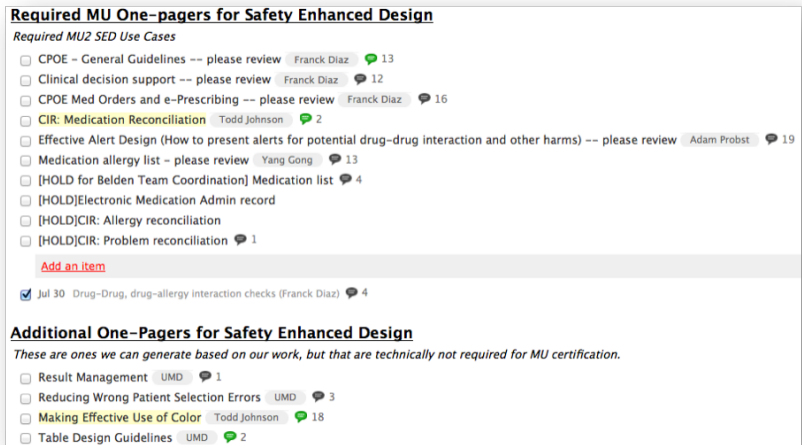 Required MU One-pagers for Safety Enhanced Design
Required MU2 SED Use Cases
CPOE - General Guidelines -- please review Franck Diaz 13
Clinical decision support -- please review Franck Diaz 12
CPOE Med Orders and e-Prescribing -- please review Franck Diaz 16
CIR: Medication Reconciliation Todd Johnson 2
Effective Alert Design (How to present alerts for potential drug-drug interaction and other harms) -- please review Adam Probst 19
Medication allergy list - please review Yang Gong 13
[HOLD for Belden Team Coordination] Medication list 4
[HOLD]Electronic Medication Admin record
[HOLD]CIR: Allergy reconciliation
[HOLD]CIR: Problem reconciliation 1
Add an item
Jul 30 Drug-Drug, drug-allergy interaction checks (Franck Diaz) 4
Additional One-Pagers for Safety Enhanced Design
These are ones we can generate based on our work, but that are technically not required for MU certification.
Result Management UMD 1
Reducing Wrong Patient Selection Errors UMD 3
Making Effective Use of Color Todd Johnson 18
Table Design Guidelines UMD 2